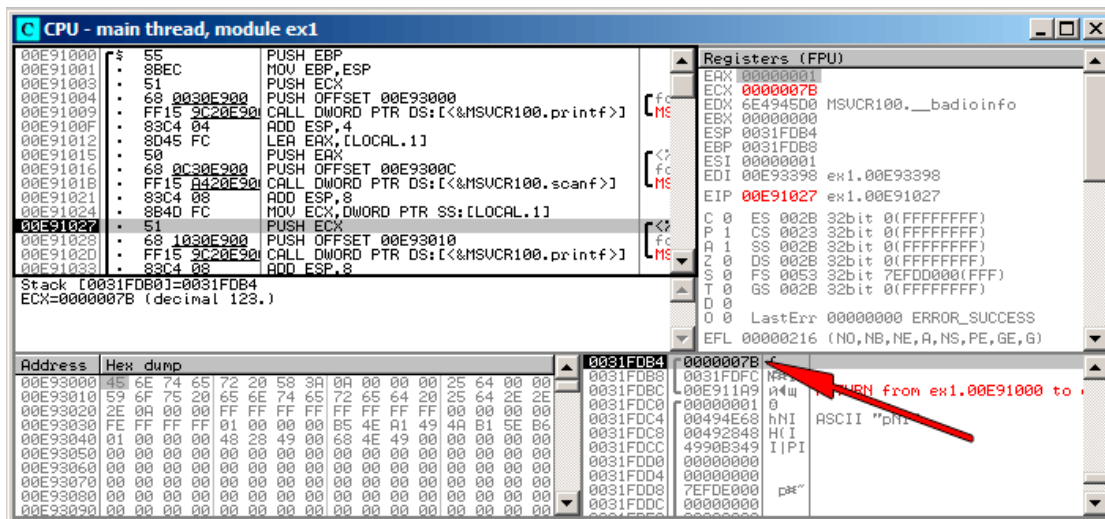 C CPU - main thread, module ex1
00E91000 $ 55 PUSH EBP
00E91001 . 8BEC MOV EBP,ESP
00E91003 . 51 PUSH ECX
00E91004 . 68 0030E900 PUSH OFFSET 00E93000
00E91009 . FF15 9C20E90 CALL DWORD PTR DS:[<&MSVCR100.printf>]
00E9100F . 83C4 04 ADD ESP,4
00E91012 . 8D45 FC LEA EAX,[LOCAL.1]
00E91015 . 50 PUSH EAX
00E91016 . 68 0C30E900 PUSH OFFSET 00E9300C
00E9101B . FF15 A420E90 CALL DWORD PTR DS:[<&MSVCR100.scanf>]
00E91021 . 83C4 08 ADD ESP,8
00E91024 . 8B4D FC MOV ECX,DWORD PTR SS:[LOCAL.1]
00E91027 . 51 PUSH ECX
00E91028 . 68 1030E900 PUSH OFFSET 00E93010
00E9102D . FF15 9C20E90 CALL DWORD PTR DS:[<&MSVCR100.printf>]
00E91033 . 83C4 08 ADD ESP,8
Stack [0031FDB0]=0031FDB4
ECX=0000007B (decimal 123.)
Registers (FPU)
EAX 00000001
ECX 0000007B
EDX 6E4945D0 MSVCR100.__badioinfo
EBX 00000000
ESP 0031FDB4
EBP 0031FDB8
ESI 00000001
EDI 00E93398 ex1.00E93398
EIP 00E91027 ex1.00E91027
C 0 ES 002B 32bit 0(FFFFFFFF)
P 1 CS 0023 32bit 0(FFFFFFFF)
A 1 SS 002B 32bit 0(FFFFFFFF)
Z 0 DS 002B 32bit 0(FFFFFFFF)
S 0 FS 0053 32bit 7EFDD000(FFF)
T 0 GS 002B 32bit 0(FFFFFFFF)
D 0
O 0 LastErr 00000000 ERROR_SUCCESS
EFL 00000216 (NO,NB,NE,A,NS,PE,GE,G)
Address Hex dump
00E93000 45 6E 74 65 72 20 58 3A 0A 00 00 00 25 64 00 00
00E93010 59 6F 75 20 65 6E 74 65 72 65 64 20 25 64 2E 2E
00E93020 2E 0A 00 00 FF FF FF FF FF FF FF FF 00 00 00 00
00E93030 FE FF FF FF 01 00 00 00 B5 4E A1 49 4A B1 5E B6
00E93040 01 00 00 00 48 28 49 00 68 4E 49 00 00 00 00 00
00E93050 00 00 00 00 00 00 00 00 00 00 00 00 00 00 00 00
00E93060 00 00 00 00 00 00 00 00 00 00 00 00 00 00 00 00
00E93070 00 00 00 00 00 00 00 00 00 00 00 00 00 00 00 00
00E93080 00 00 00 00 00 00 00 00 00 00 00 00 00 00 00 00
00E93090 00 00 00 00 00 00 00 00 00 00 00 00 00 00 00 00
0031FDB4 0000007B {
0031FDB8 0031FDFC
0031FDBC 00E911A9 RETURN from ex1.00E91000 to
0031FDC0 00000001
0031FDC4 00494E68 hNI ASCII "pNI"
0031FDC8 00492848 H(I
0031FDCC 4990B349
0031FDD0 00000000
0031FDD4 00000000
0031FDD8 7EFDE000
0031FDDC 00000000